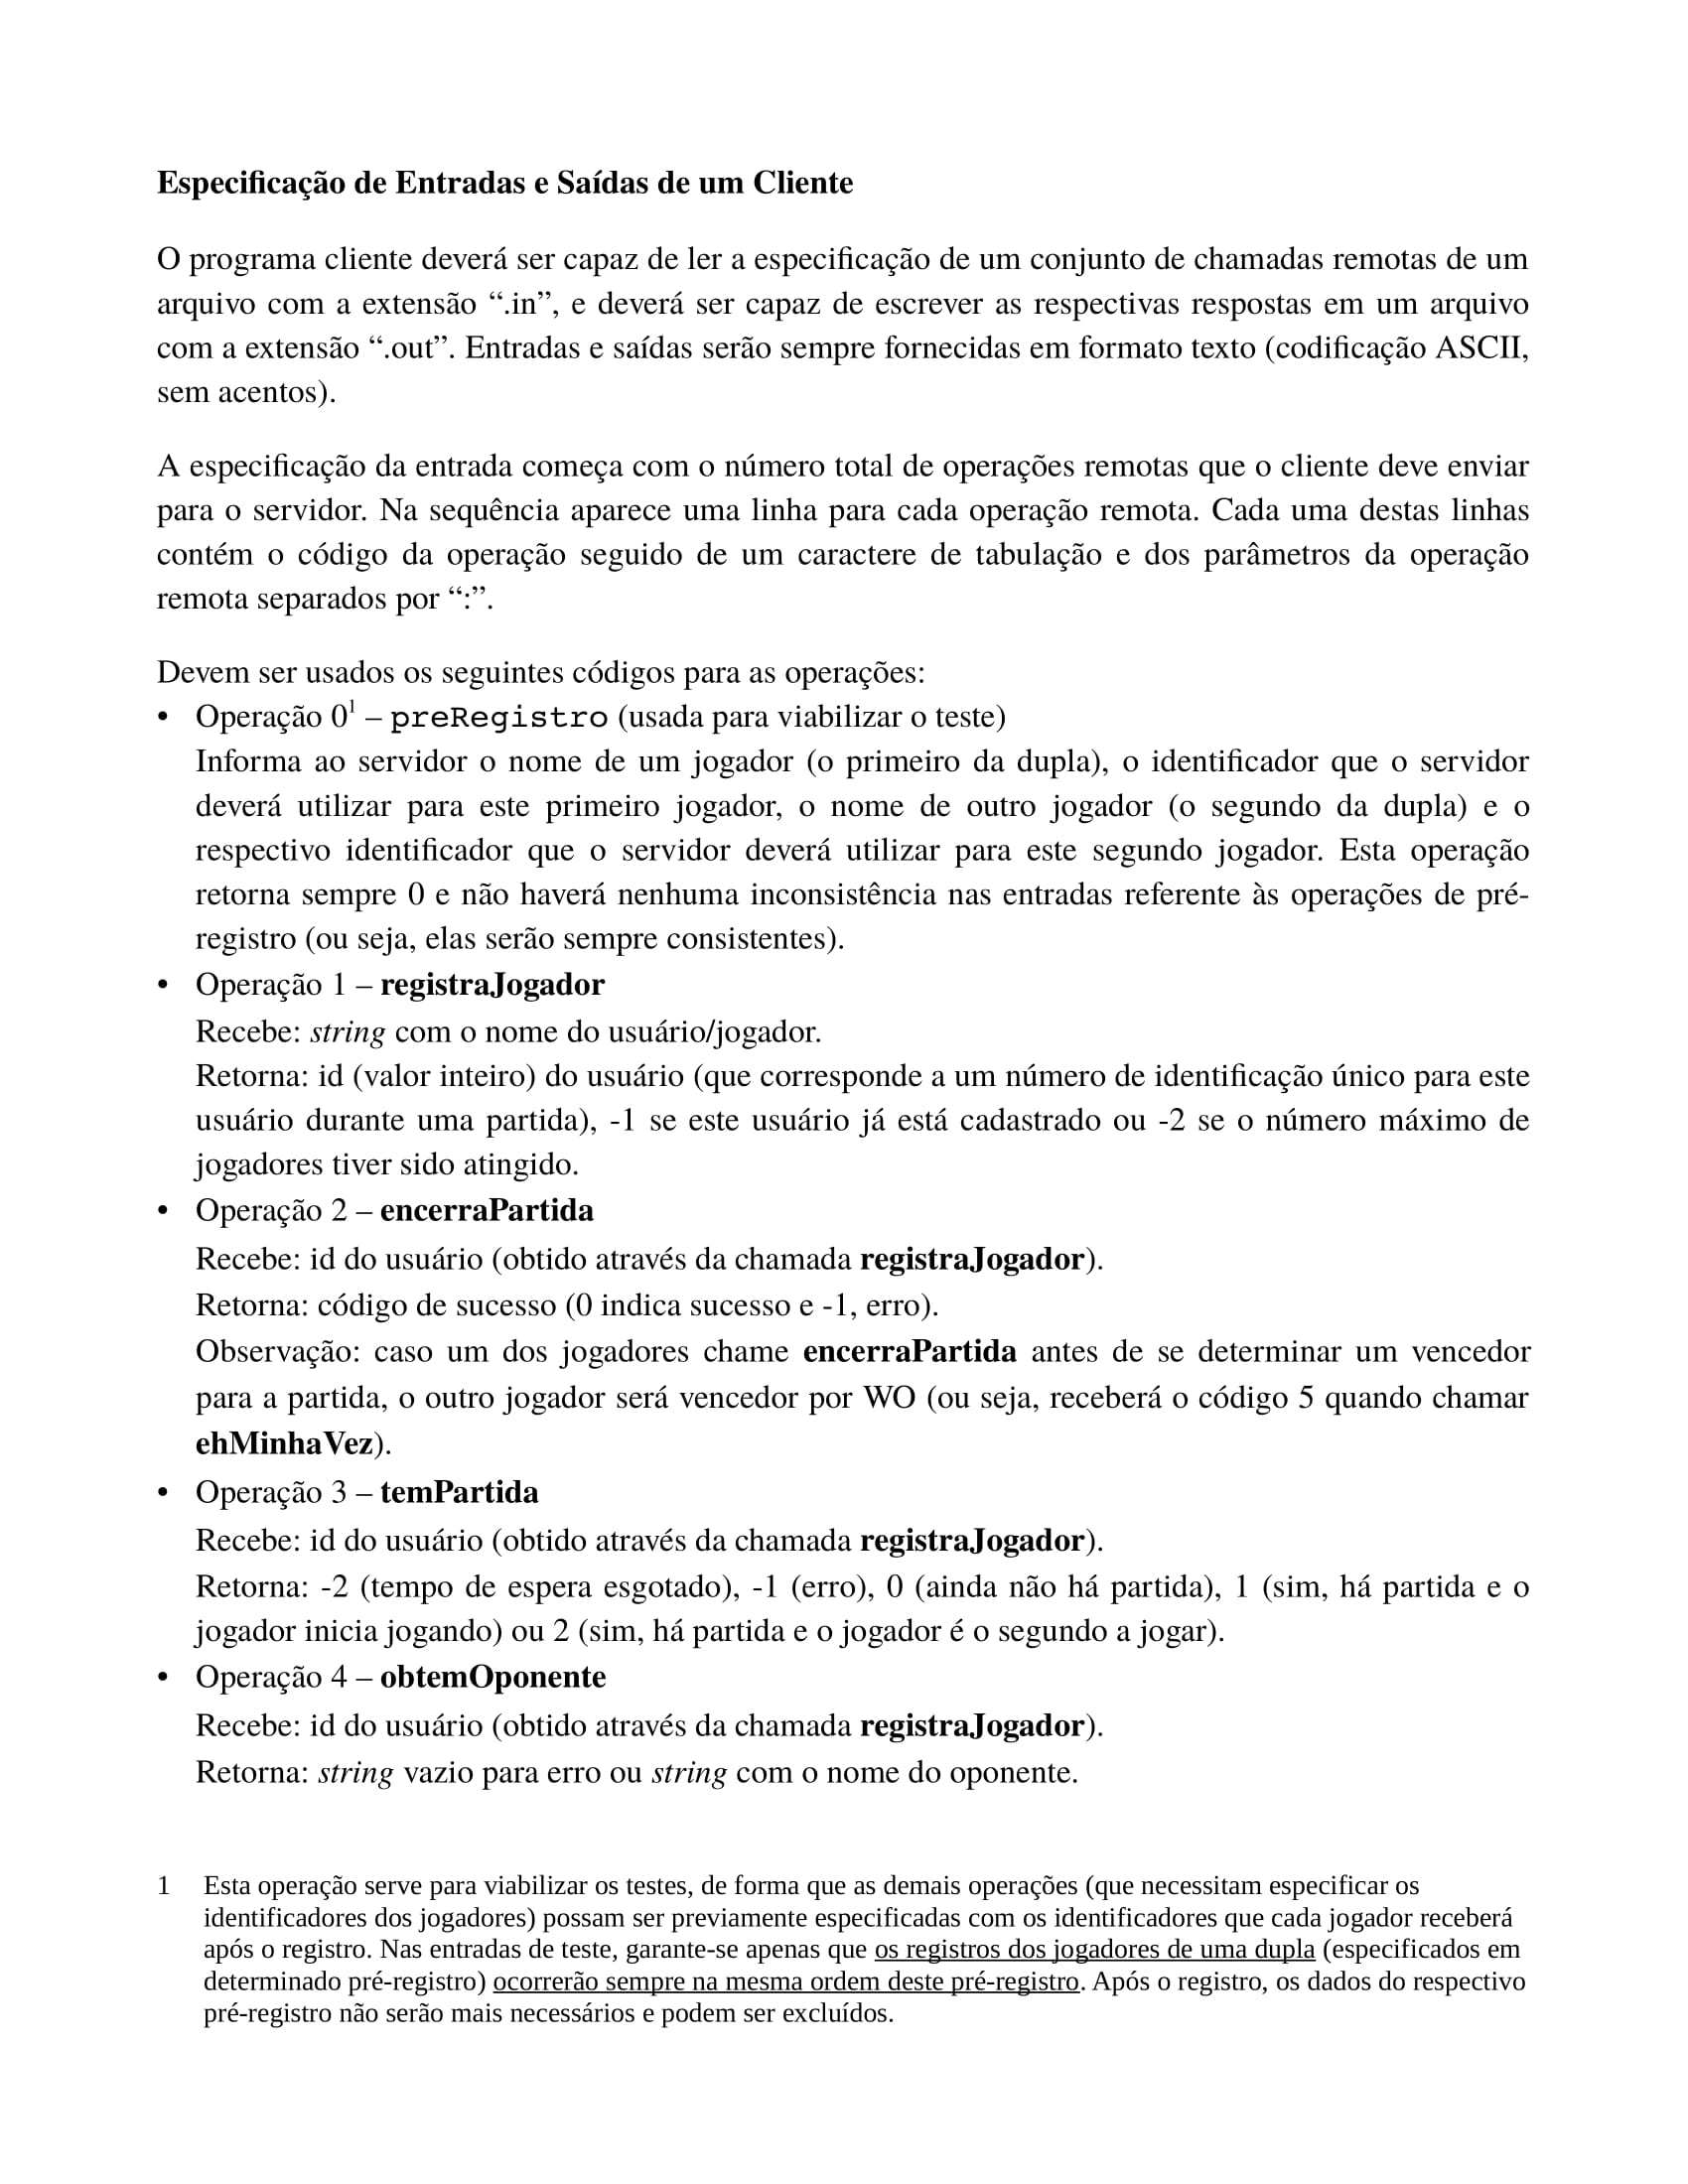 Especificação de Entradas e Saídas de um Cliente
O programa cliente deverá ser capaz de ler a especificação de um conjunto de chamadas remotas de um
arquivo com a extensão “.in”, e deverá ser capaz de escrever as respectivas respostas em um arquivo
com a extensão “.out”. Entradas e saídas serão sempre fornecidas em formato texto (codificação ASCII,
sem acentos).
A especificação da entrada começa com o número total de operações remotas que o cliente deve enviar
para o servidor. Na sequência aparece uma linha para cada operação remota. Cada uma destas linhas
contém o código da operação seguido de um caractere de tabulação e dos parâmetros da operação
remota separados por “:”.
Devem ser usados os seguintes códigos para as operações:
• Operação 0¹ – preRegistro (usada para viabilizar o teste)
Informa ao servidor o nome de um jogador (o primeiro da dupla), o identificador que o servidor
deverá utilizar para este primeiro jogador, o nome de outro jogador (o segundo da dupla) e o
respectivo identificador que o servidor deverá utilizar para este segundo jogador. Esta operação
retorna sempre 0 e não haverá nenhuma inconsistência nas entradas referente às operações de pré-
registro (ou seja, elas serão sempre consistentes).
• Operação 1 – registraJogador
Recebe: string com o nome do usuário/jogador.
Retorna: id (valor inteiro) do usuário (que corresponde a um número de identificação único para este
usuário durante uma partida), -1 se este usuário já está cadastrado ou -2 se o número máximo de
jogadores tiver sido atingido.
• Operação 2 – encerraPartida
Recebe: id do usuário (obtido através da chamada registraJogador).
Retorna: código de sucesso (0 indica sucesso e -1, erro).
Observação: caso um dos jogadores chame encerraPartida antes de se determinar um vencedor
para a partida, o outro jogador será vencedor por WO (ou seja, receberá o código 5 quando chamar
ehMinhaVez).
• Operação 3 – temPartida
Recebe: id do usuário (obtido através da chamada registraJogador).
Retorna: -2 (tempo de espera esgotado), -1 (erro), 0 (ainda não há partida), 1 (sim, há partida e o
jogador inicia jogando) ou 2 (sim, há partida e o jogador é o segundo a jogar).
• Operação 4 – obtemOponente
Recebe: id do usuário (obtido através da chamada registraJogador).
Retorna: string vazio para erro ou string com o nome do oponente.
1 Esta operação serve para viabilizar os testes, de forma que as demais operações (que necessitam especificar os
identificadores dos jogadores) possam ser previamente especificadas com os identificadores que cada jogador receberá
após o registro. Nas entradas de teste, garante-se apenas que os registros dos jogadores de uma dupla (especificados em
determinado pré-registro) ocorrerão sempre na mesma ordem deste pré-registro. Após o registro, os dados do respectivo
pré-registro não serão mais necessários e podem ser excluídos.